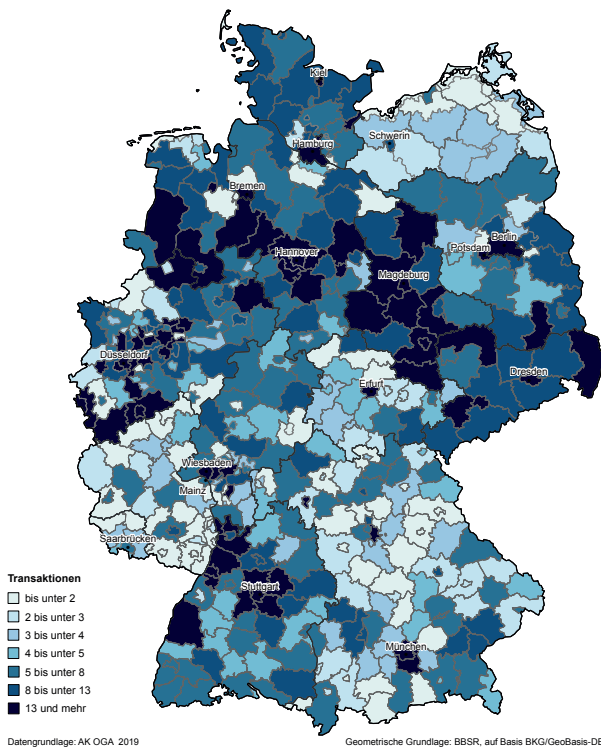 Kiel
Schwerin
Hamburg
Bremen
Berlin
Hannover
Potsdam
Magdeburg
Düsseldorf
Dresden
Erfurt
Wiesbaden
Mainz
Saarbrücken
Stuttgart
München
Transaktionen
bis unter 2
2 bis unter 3
3 bis unter 4
4 bis unter 5
5 bis unter 8
8 bis unter 13
13 und mehr
Datengrundlage: AK OGA 2019
Geometrische Grundlage: BBSR, auf Basis BKG/GeoBasis-DE